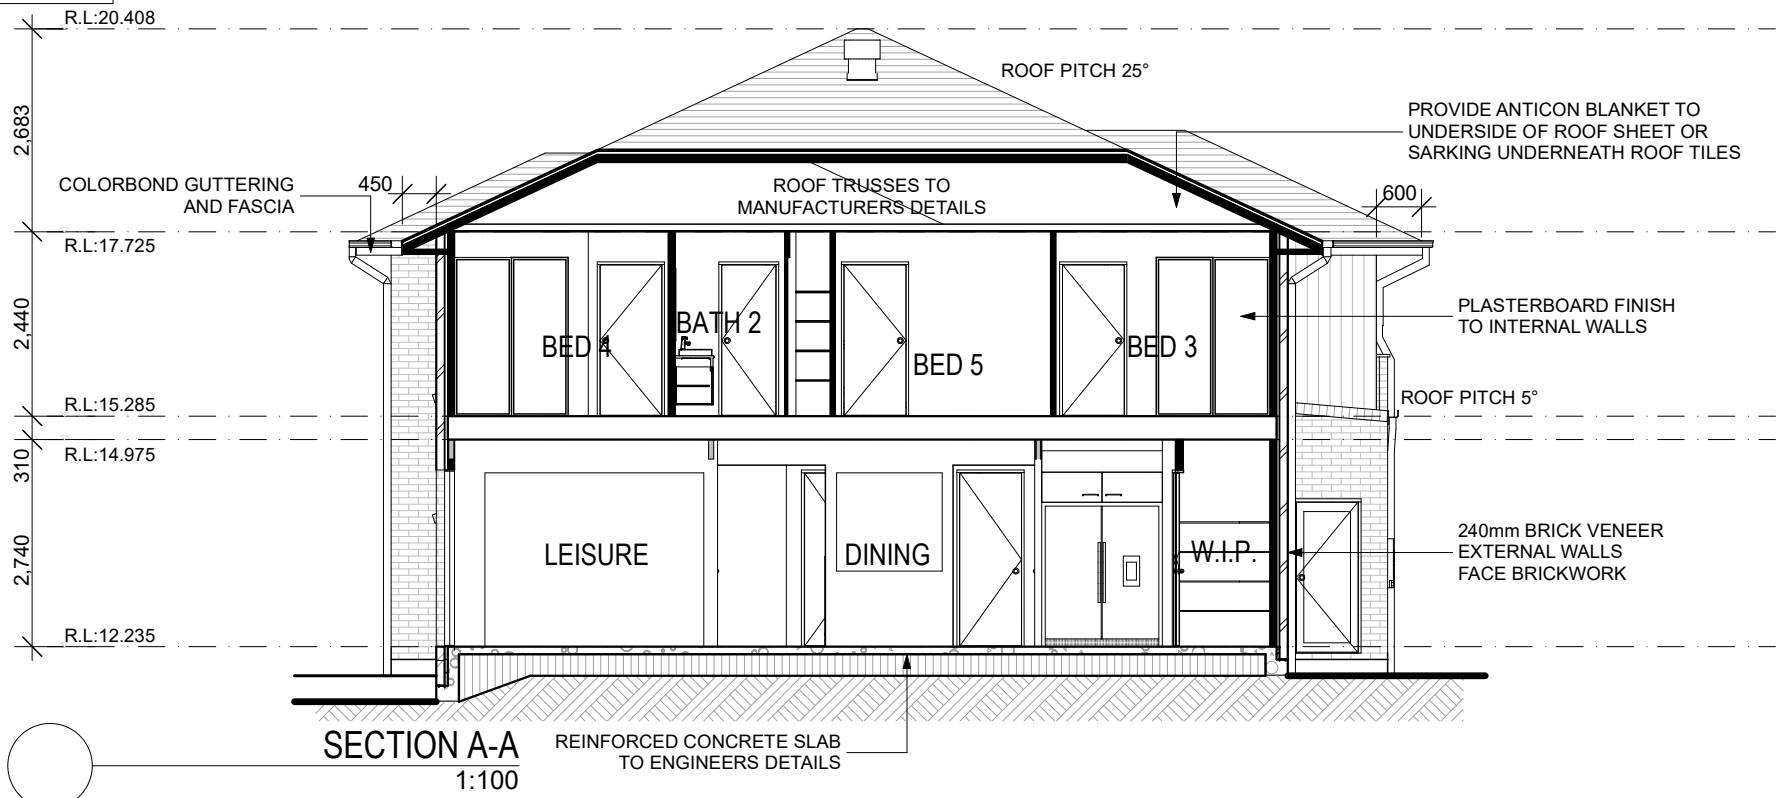 R.L:20.408
ROOF PITCH 25°
2,683
PROVIDE ANTICON BLANKET TO
UNDERSIDE OF ROOF SHEET OR
SARKING UNDERNEATH ROOF TILES
COLORBOND GUTTERING
AND FASCIA
450
ROOF TRUSSES TO
MANUFACTURERS DETAILS
600
R.L:17.725
2,440
BED 4
BATH 2
BED 5
BED 3
PLASTERBOARD FINISH
TO INTERNAL WALLS
R.L:15.285
ROOF PITCH 5°
310
R.L:14.975
2,740
LEISURE
DINING
W.I.P.
240mm BRICK VENEER
EXTERNAL WALLS
FACE BRICKWORK
R.L:12.235
SECTION A-A
1:100
REINFORCED CONCRETE SLAB
TO ENGINEERS DETAILS